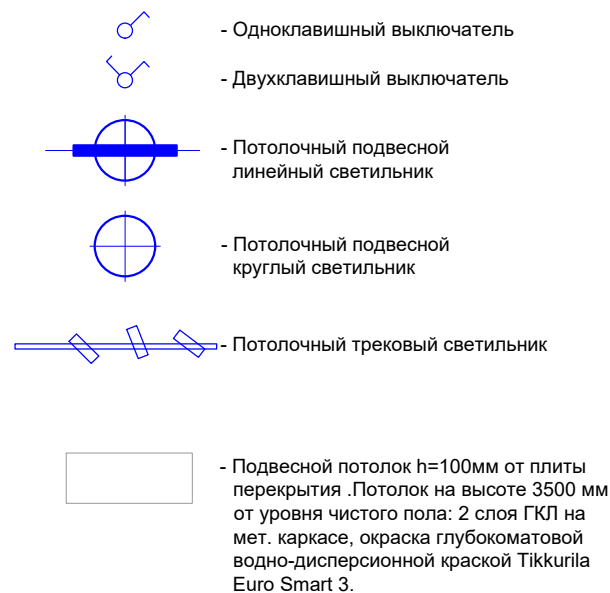 - Одноклавишный выключатель
- Двухклавишный выключатель
- Потолочный подвесной
линейный светильник
- Потолочный подвесной
круглый светильник
- Потолочный трековый светильник
- Подвесной потолок h=100мм от плиты
перекрытия .Потолок на высоте 3500 мм
от уровня чистого пола: 2 слоя ГКЛ на
мет. каркасе, окраска глубокоматовой
водно-дисперсионной краской Tikkurila
Euro Smart 3.